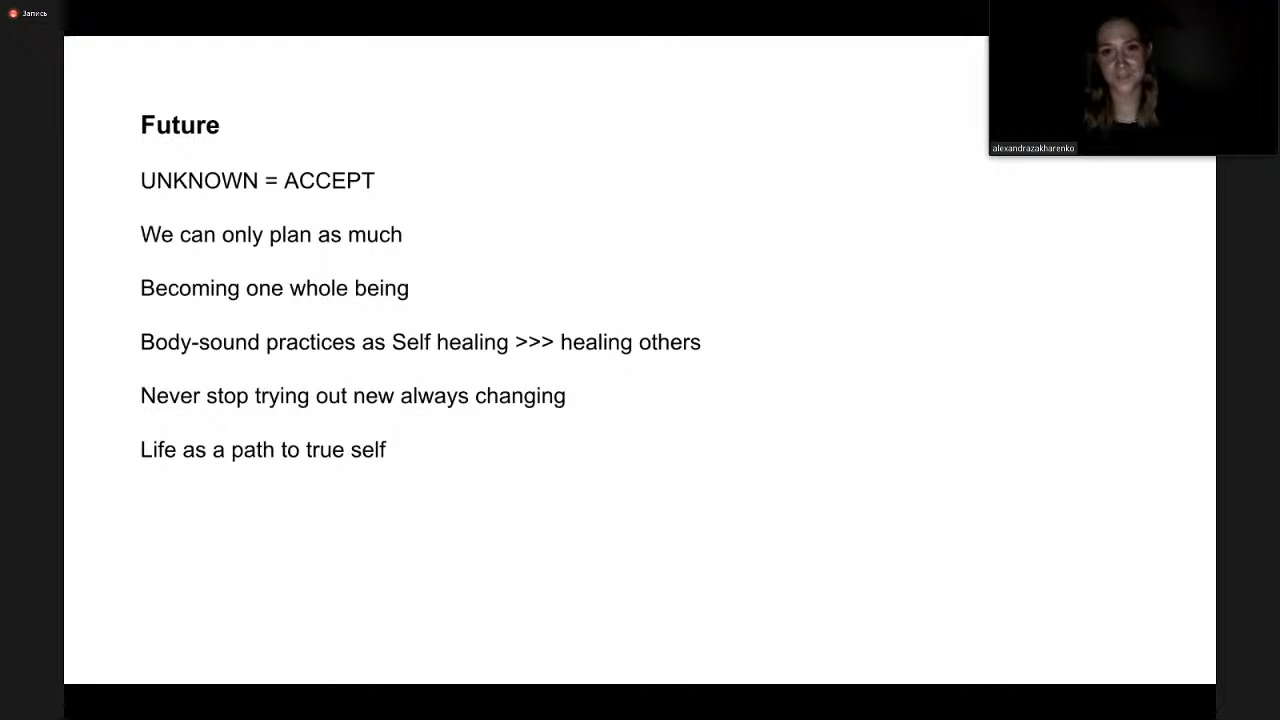 Запись
alexandrazakharenko
Future
UNKNOWN = ACCEPT
We can only plan as much
Becoming one whole being
Body-sound practices as Self healing >>> healing others
Never stop trying out new always changing
Life as a path to true self